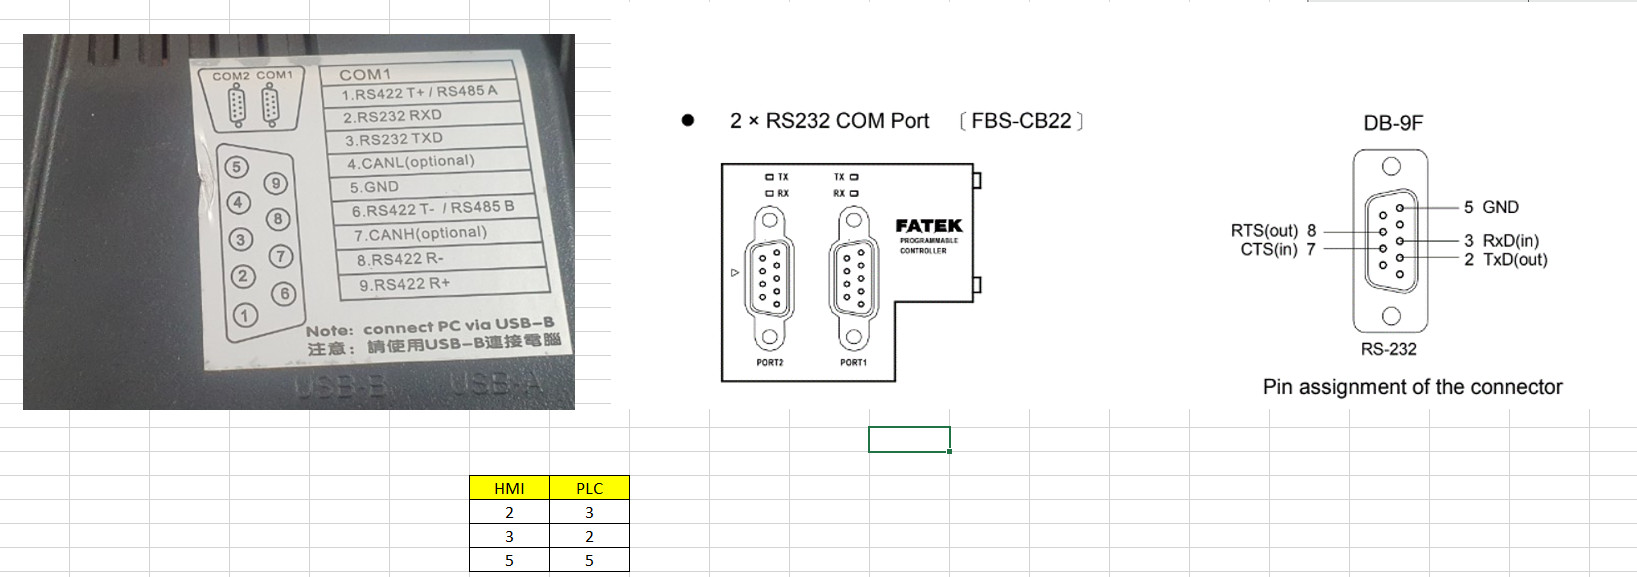 COM2 COM1
COM1
1.RS422 T+ / RS485 A
2.RS232 RXD
3.RS232 TXD
4.CANL(optional)
5.GND
6.RS422 T- / RS485 B
7.CANH(optional)
8.RS422 R-
9.RS422 R+
5
9
4
8
3
7
2
6
1
Note: connect PC via USB-B
注意：請使用USB-B連接電腦
USB-B USB-A
● 2 × RS232 COM Port 〔FBS-CB22〕
TX TX
RX RX
FATEK
PROGRAMMABLE
CONTROLLER
PORT2 PORT1
DB-9F
5 GND
RTS(out) 8
CTS(in) 7
3 RxD(in)
2 TxD(out)
RS-232
Pin assignment of the connector
HMI PLC
2 3
3 2
5 5